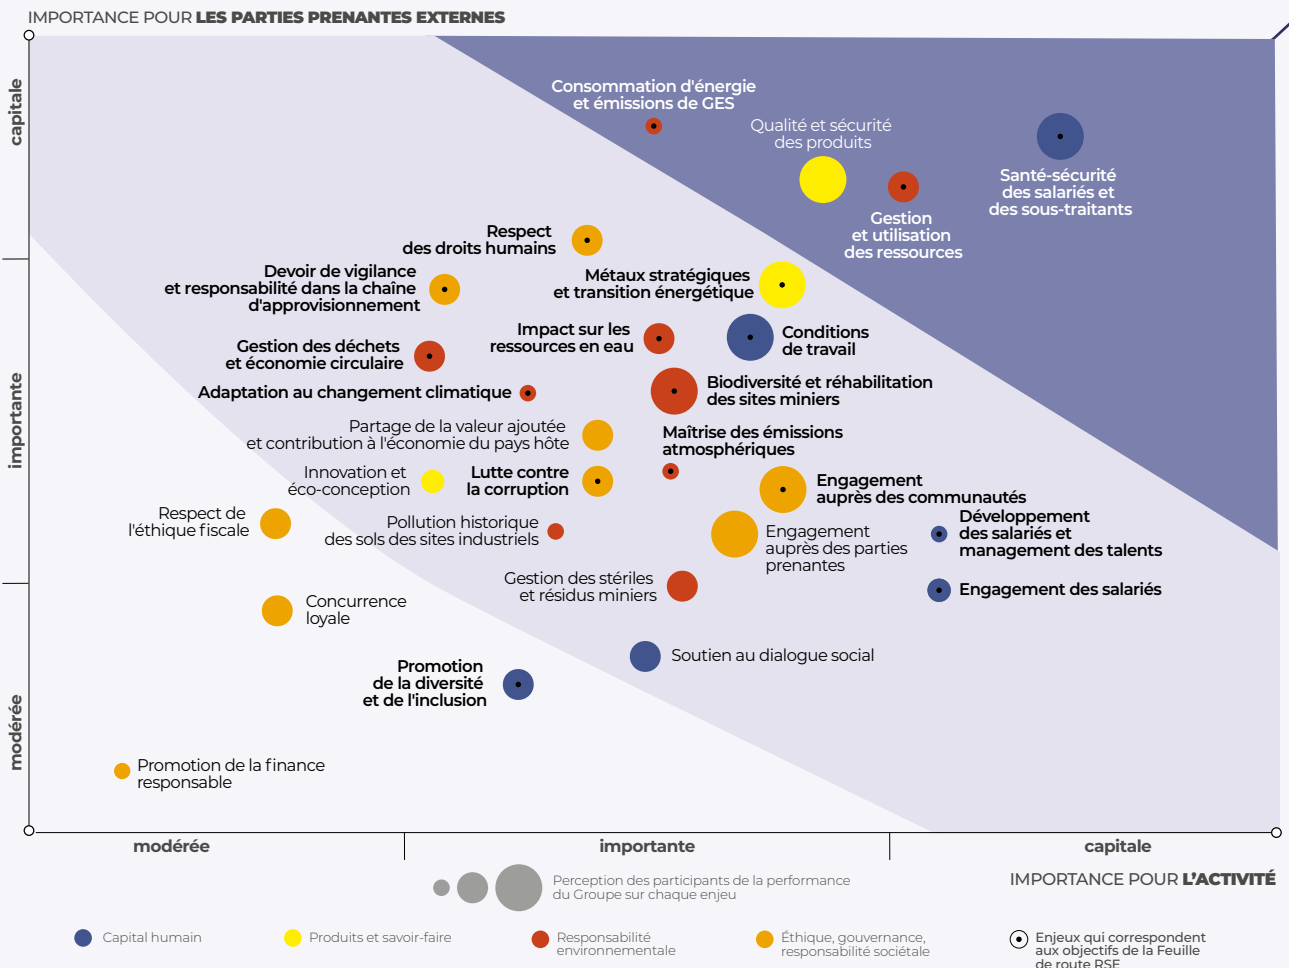 IMPORTANCE POUR LES PARTIES PRENANTES EXTERNES
capitale
importante
modérée
Consommation d'énergie
et émissions de GES
Qualité et sécurité
des produits
Santé-sécurité
des salariés et
des sous-traitants
Gestion
et utilisation
des ressources
Respect
des droits humains
Devoir de vigilance
et responsabilité dans la chaîne
d'approvisionnement
Métaux stratégiques
et transition énergétique
Impact sur les
ressources en eau
Conditions
de travail
Gestion des déchets
et économie circulaire
Adaptation au changement climatique
Biodiversité et réhabilitation
des sites miniers
Partage de la valeur ajoutée
et contribution à l'économie du pays hôte
Maîtrise des émissions
atmosphériques
Innovation et
éco-conception
Lutte contre
la corruption
Engagement
auprès des communautés
Respect de
l'éthique fiscale
Pollution historique
des sols des sites industriels
Engagement
auprès des parties
prenantes
Développement
des salariés et
management des talents
Gestion des stériles
et résidus miniers
Engagement des salariés
Concurrence
loyale
Soutien au dialogue social
Promotion
de la diversité
et de l'inclusion
Promotion de la finance
responsable
modérée
importante
capitale
IMPORTANCE POUR L'ACTIVITÉ
Perception des participants de la performance
du Groupe sur chaque enjeu
Capital humain
Produits et savoir-faire
Responsabilité
environnementale
Éthique, gouvernance,
responsabilité sociétale
Enjeux qui correspondent
aux objectifs de la Feuille
de route RSE